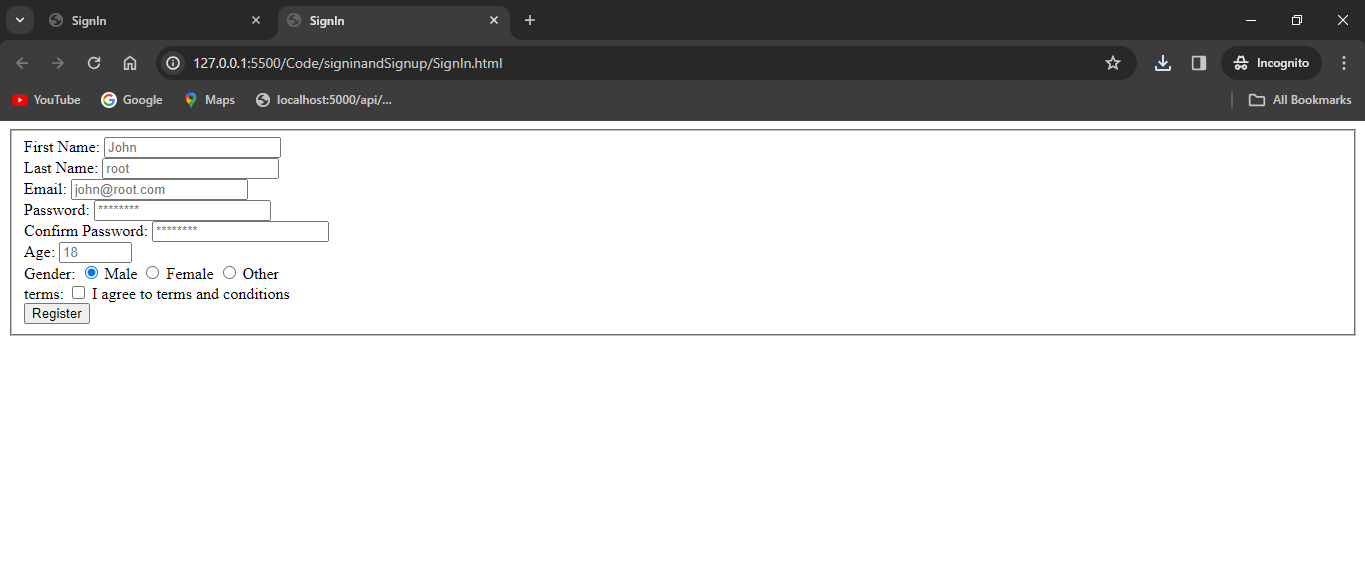 SignIn SignIn
127.0.0.1:5500/Code/signinandSignup/SignIn.html Incognito
YouTube Google Maps localhost:5000/api/... All Bookmarks
First Name: John
Last Name: root
Email: john@root.com
Password: ********
Confirm Password: ********
Age: 18
Gender: Male Female Other
terms: I agree to terms and conditions
Register